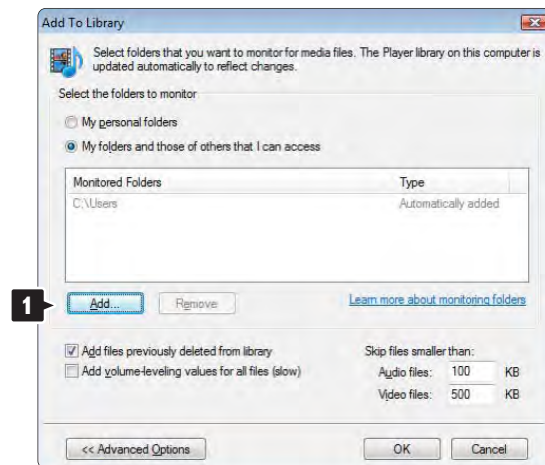 Add To Library
Select folders that you want to monitor for media files. The Player library on this computer is
updated automatically to reflect changes.
Select the folders to monitor
My personal folders
My folders and those of others that I can access
Monitored Folders Type
C:\Users Automatically added
1 Add... Remove Learn more about monitoring folders
Add files previously deleted from library Skip files smaller than:
Add volume-leveling values for all files (slow) Audio files: 100 KB
Video files: 500 KB
<< Advanced Options OK Cancel